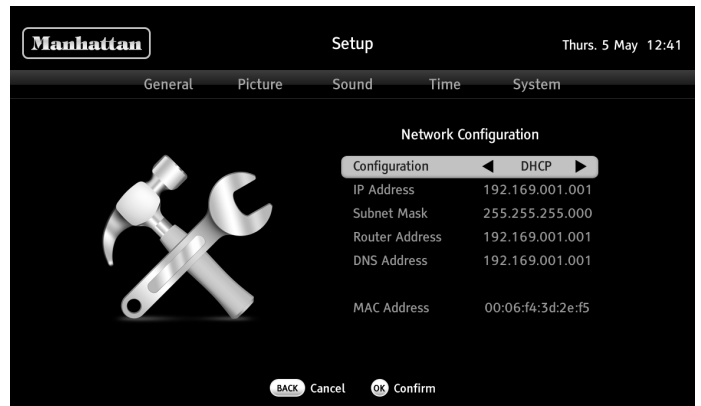 Manhattan Setup Thurs. 5 May 12:41
General Picture Sound Time System
Network Configuration
Configuration DHCP
IP Address 192.169.001.001
Subnet Mask 255.255.255.000
Router Address 192.169.001.001
DNS Address 192.169.001.001
MAC Address 00:06:f4:3d:2e:f5
BACK Cancel OK Confirm